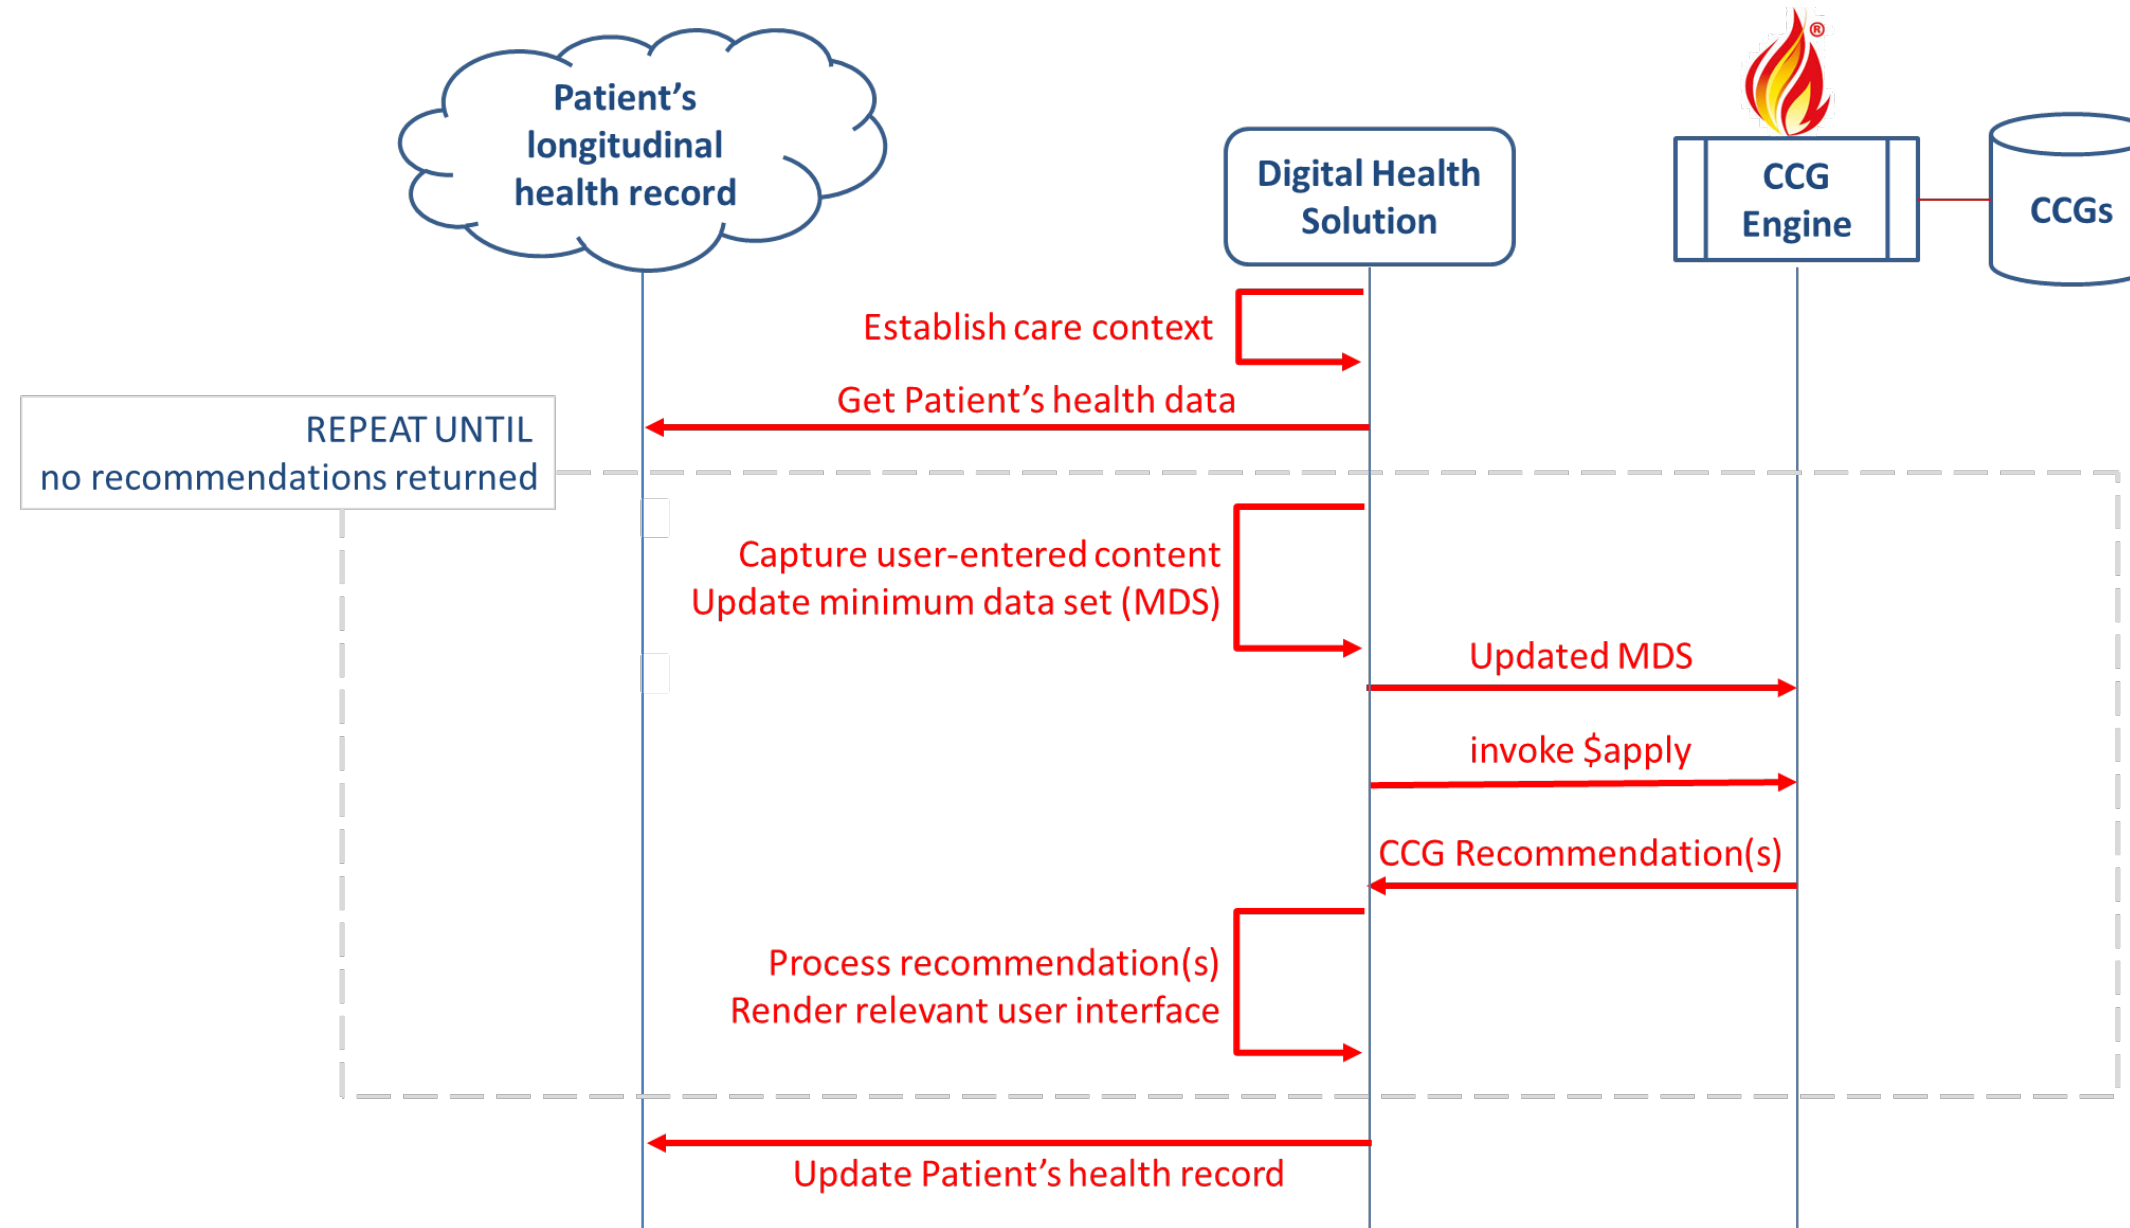 Patient's
longitudinal
health record
Digital Health
Solution
®
CCG
Engine
CCGs
Establish care context
Get Patient's health data
REPEAT UNTIL
no recommendations returned
Capture user-entered content
Update minimum data set (MDS)
Updated MDS
invoke $apply
CCG Recommendation(s)
Process recommendation(s)
Render relevant user interface
Update Patient's health record